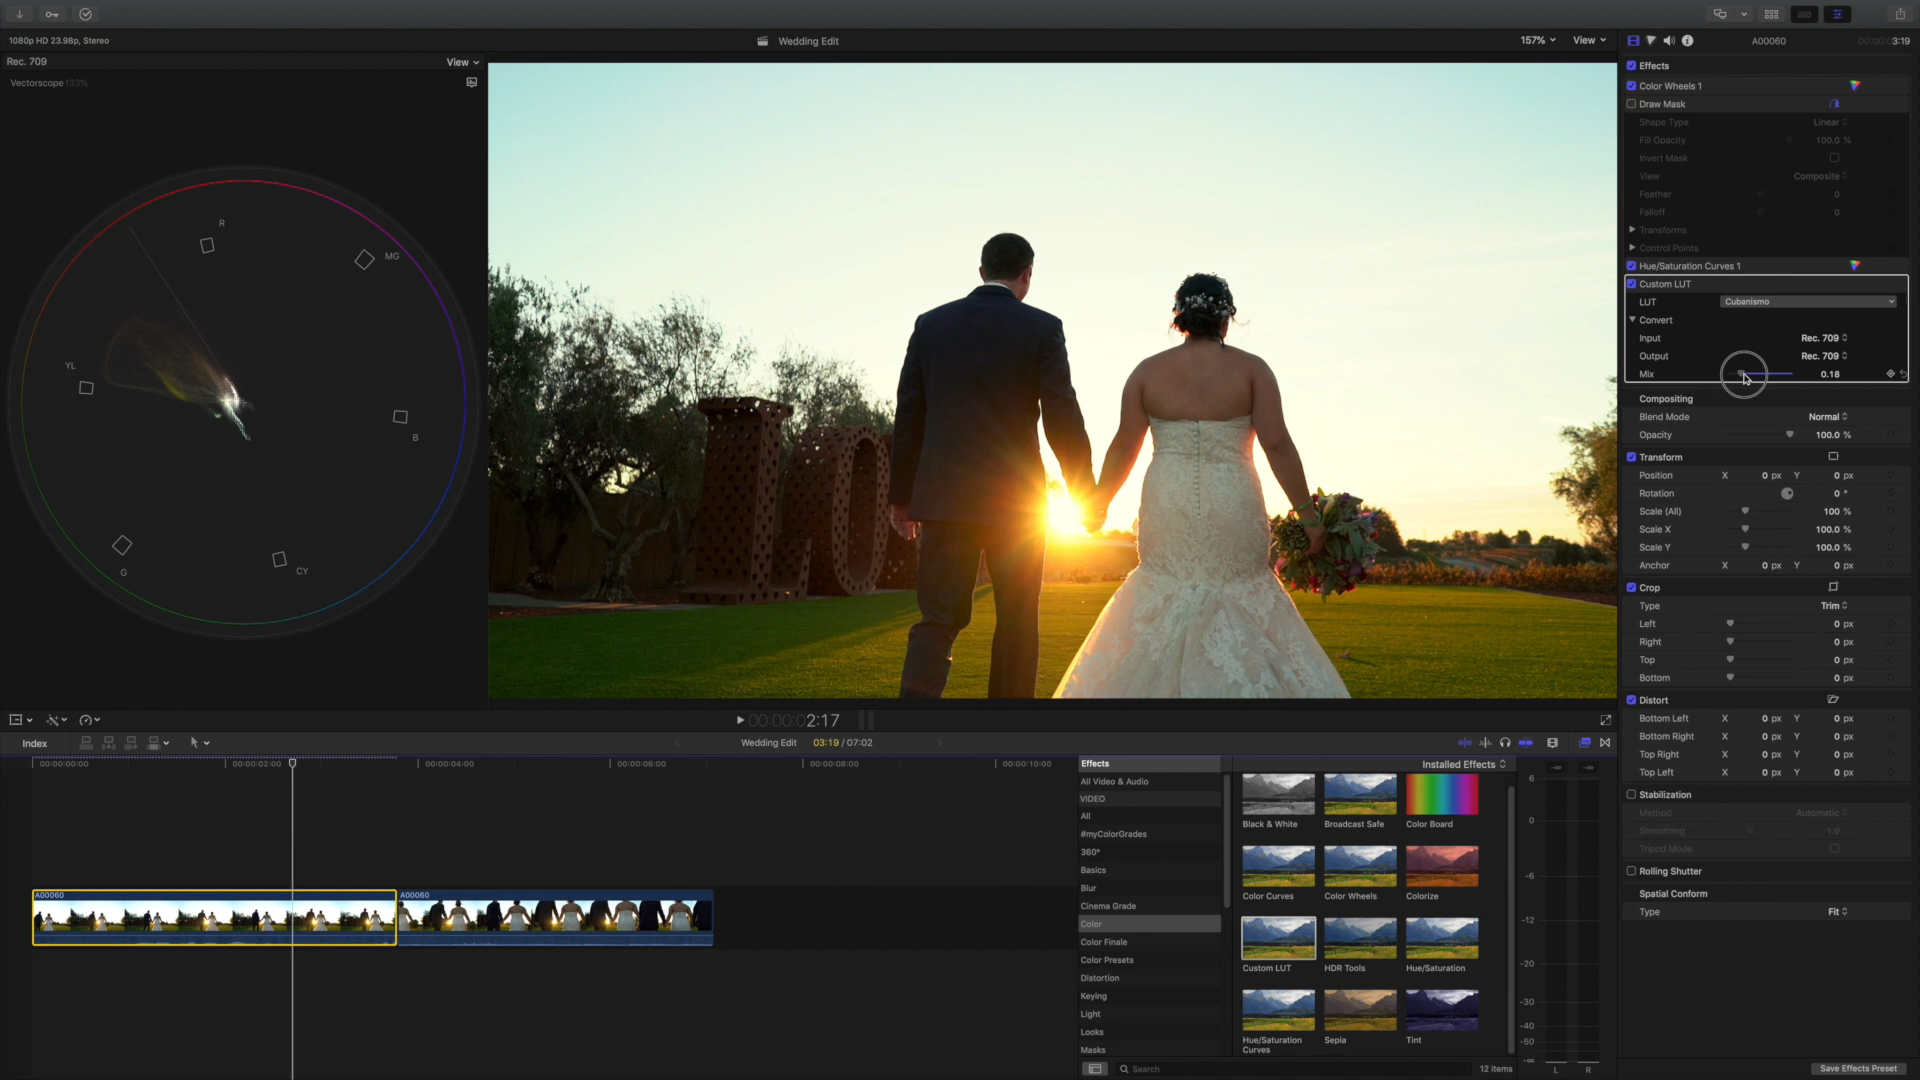 1080p HD 23.98p, Stereo
Wedding Edit
157%
View
A00060
00:00:00:03:19
Rec. 709
View
Vectorscope 133%
R
MG
YL
B
G
CY
Effects
Color Wheels 1
Draw Mask
Shape Type Linear
Fill Opacity 100.0 %
Invert Mask
View Composite
Feather 0
Falloff 0
Transforms
Control Points
Hue/Saturation Curves 1
Custom LUT
LUT Cubanismo
Convert
Input Rec. 709
Output Rec. 709
Mix 0.18
Compositing
Blend Mode Normal
Opacity 100.0 %
Transform
Position X 0 px Y 0 px
Rotation 0 °
Scale (All) 100 %
Scale X 100.0 %
Scale Y 100.0 %
Anchor X 0 px Y 0 px
Crop
Type Trim
Left 0 px
Right 0 px
Top 0 px
Bottom 0 px
Distort
Bottom Left X 0 px Y 0 px
Bottom Right X 0 px Y 0 px
Top Right X 0 px Y 0 px
Top Left X 0 px Y 0 px
Stabilization
Method Automatic
Smoothing 1.0
Tripod Mode
Rolling Shutter
Spatial Conform
Type Fit
Save Effects Preset
LO
00:00:00:02:17
Index
Wedding Edit 03:19 / 07:02
00:00:00:00 00:00:02:00 00:00:04:00 00:00:06:00 00:00:08:00 00:00:10:00
A00060
A00060
Effects
Installed Effects
All Video & Audio
VIDEO
All
#myColorGrades
360°
Basics
Blur
Cinema Grade
Color
Color Finale
Color Presets
Distortion
Keying
Light
Looks
Masks
Black & White Broadcast Safe Color Board
Color Curves Color Wheels Colorize
Custom LUT HDR Tools Hue/Saturation
Hue/Saturation Curves Sepia Tint
Search
12 items
-∞ -∞
6
0
-6
-12
-20
-30
-40
-50
-∞
L R